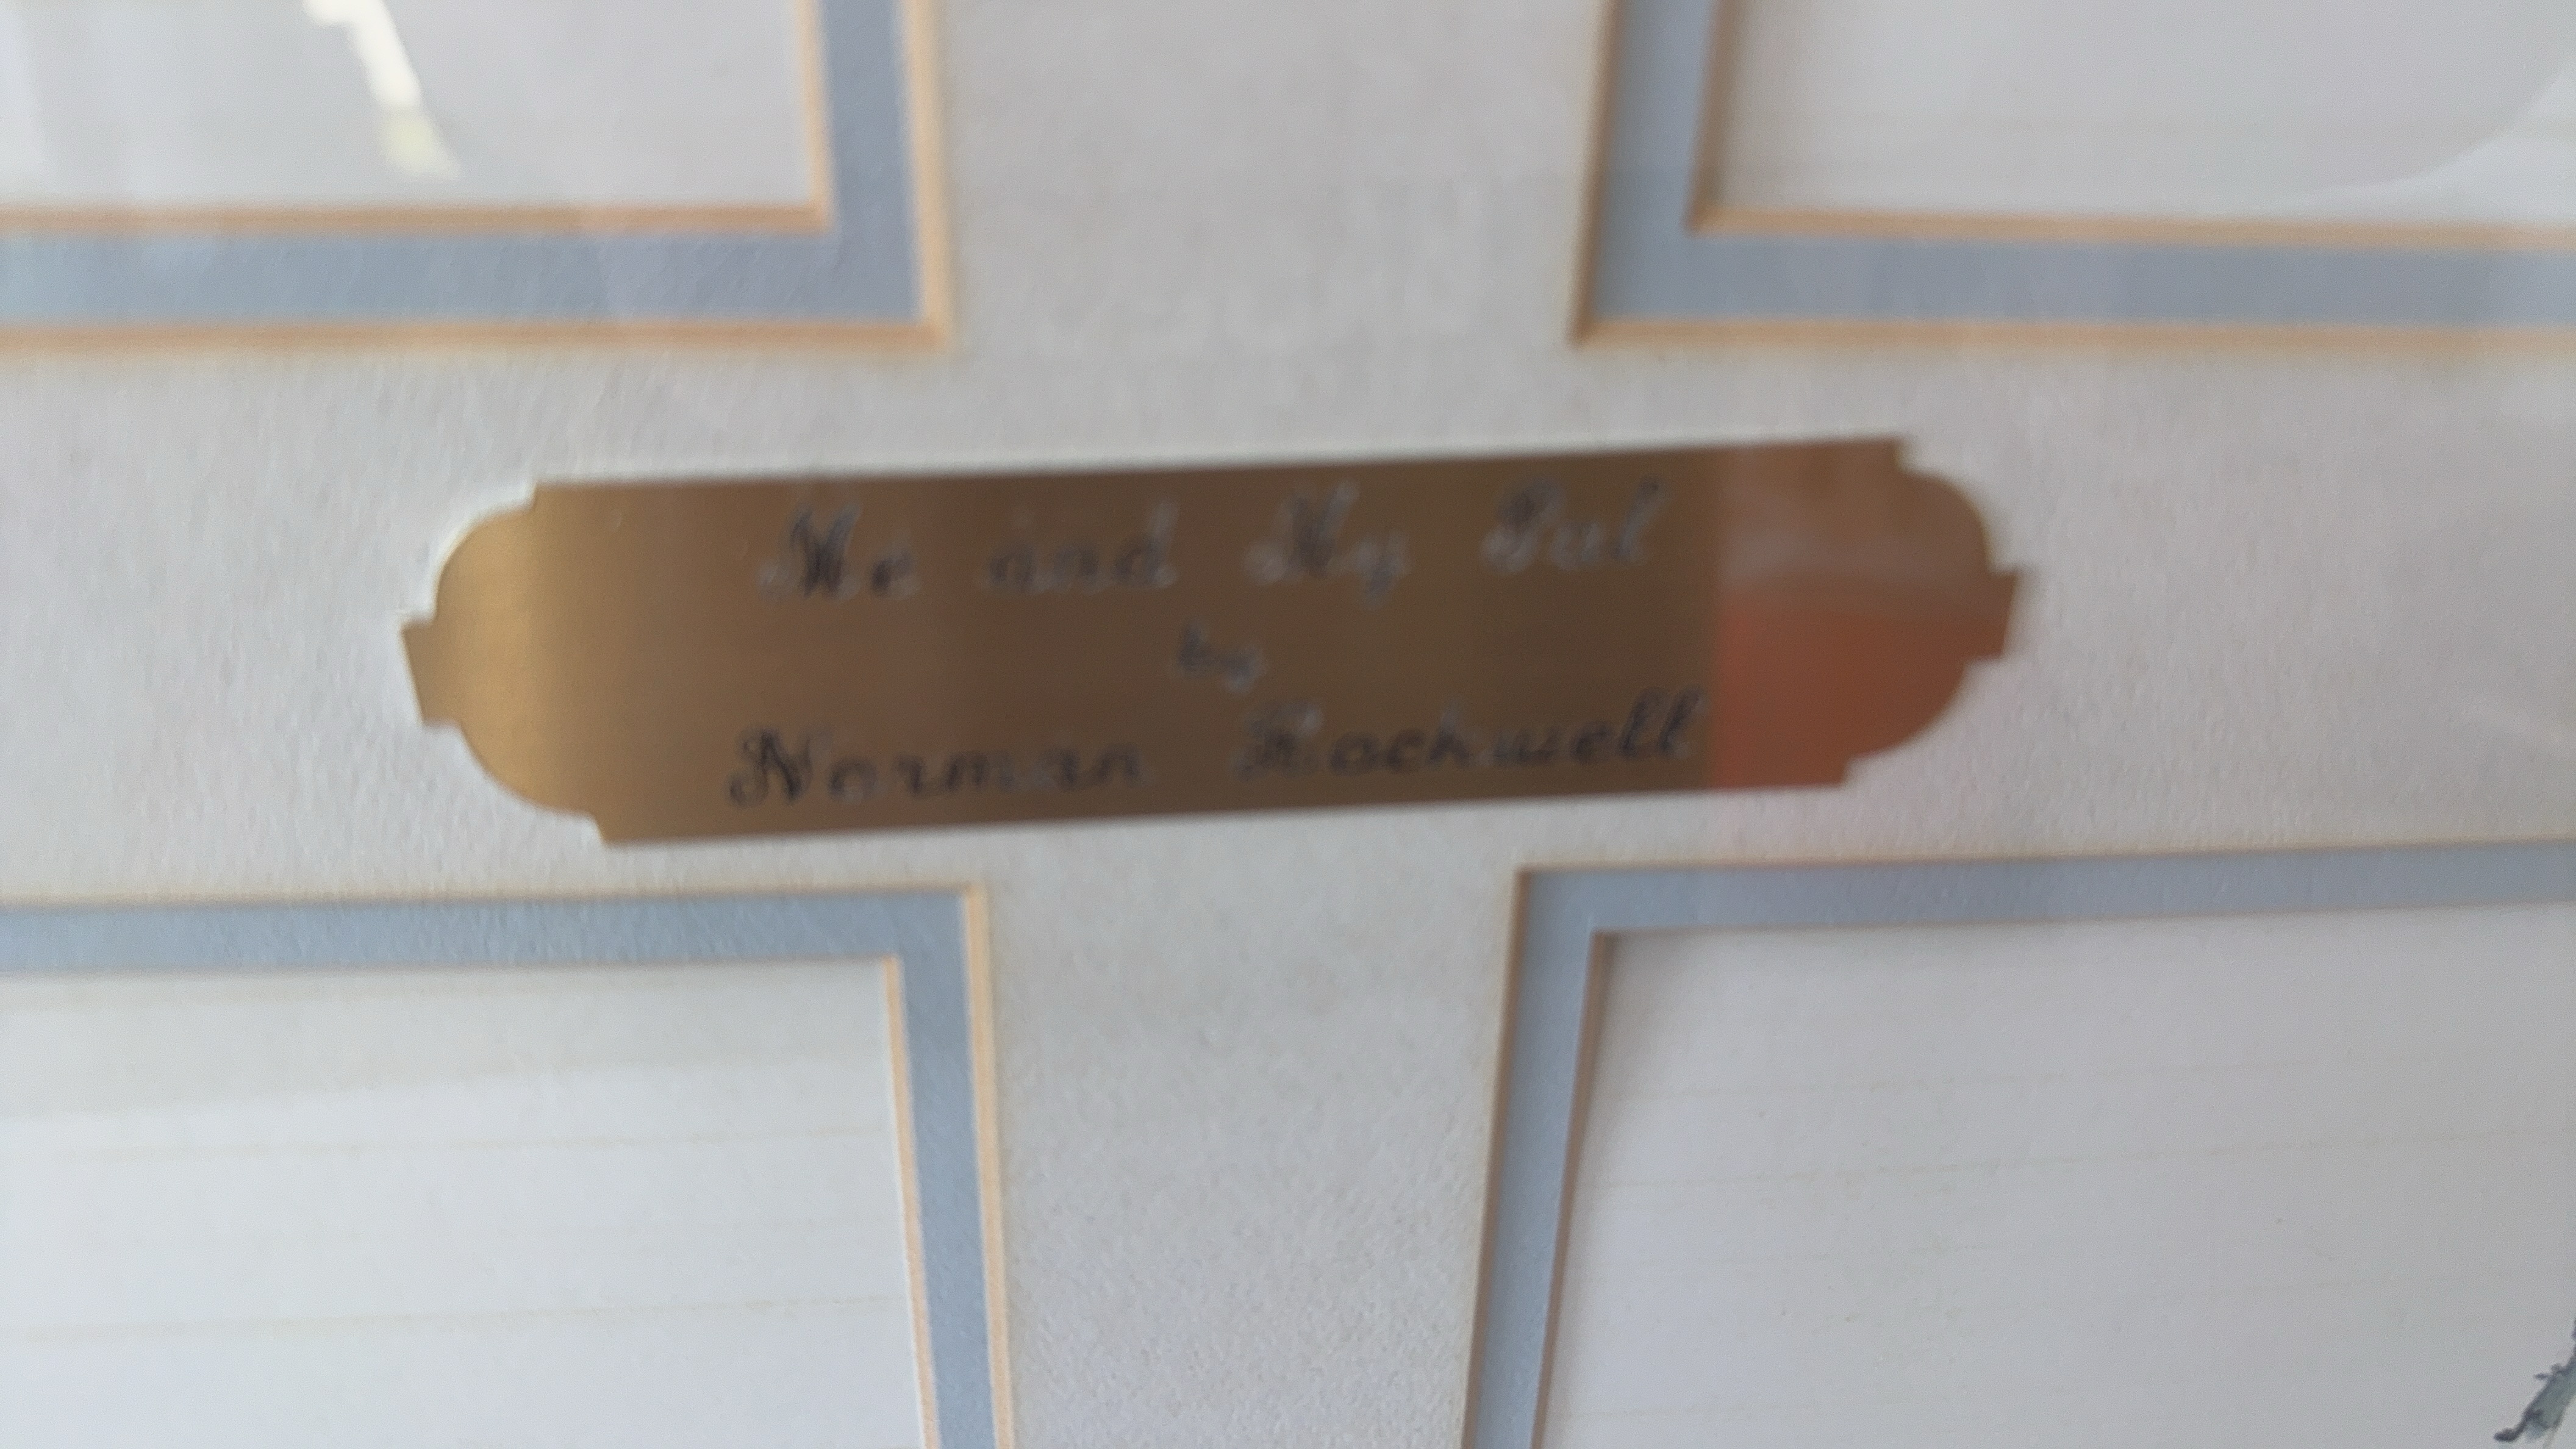 Me and My Pal
by
Norman Rockwell